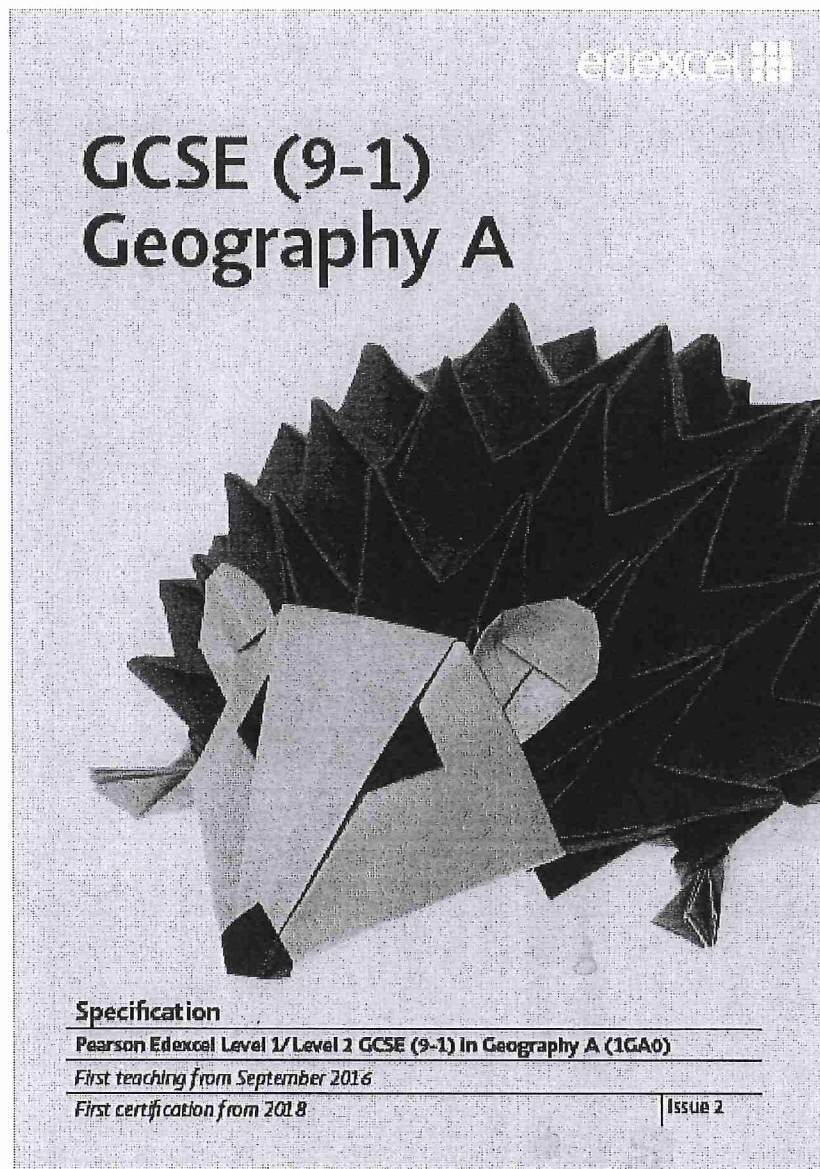 edexcel
GCSE (9-1)
Geography A
Specification
Pearson Edexcel Level 1/Level 2 GCSE (9-1) in Geography A (1GA0)
First teaching from September 2016
First certification from 2018
Issue 2